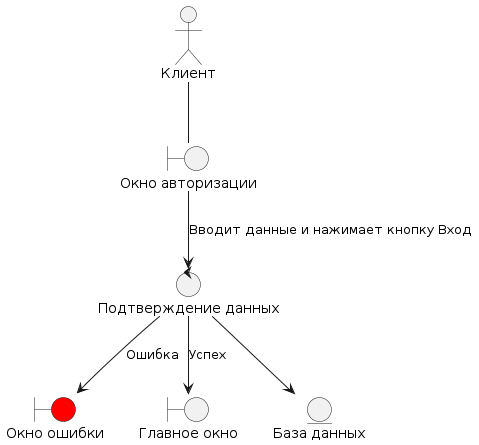 Клиент
Окно авторизации
Вводит данные и нажимает кнопку Вход
Подтверждение данных
Ошибка
Успех
Окно ошибки
Главное окно
База данных